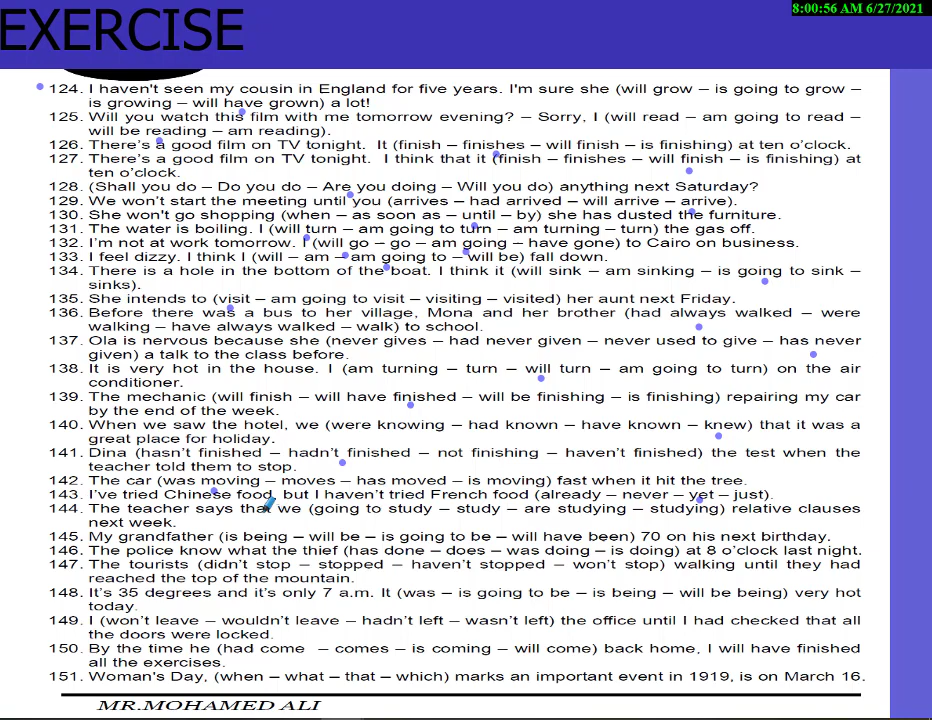 8:00:56 AM 6/27/2021
EXERCISE
124. I haven't seen my cousin in England for five years. I'm sure she (will grow – is going to grow –
is growing – will have grown) a lot!
125. Will you watch this film with me tomorrow evening? – Sorry, I (will read – am going to read –
will be reading – am reading).
126. There's a good film on TV tonight. It (finish – finishes – will finish – is finishing) at ten o'clock.
127. There's a good film on TV tonight. I think that it (finish – finishes – will finish – is finishing) at
ten o'clock.
128. (Shall you do – Do you do – Are you doing – Will you do) anything next Saturday?
129. We won't start the meeting until you (arrives – had arrived – will arrive – arrive).
130. She won't go shopping (when – as soon as – until – by) she has dusted the furniture.
131. The water is boiling. I (will turn – am going to turn – am turning – turn) the gas off.
132. I'm not at work tomorrow. I (will go – go – am going – have gone) to Cairo on business.
133. I feel dizzy. I think I (will – am – am going to – will be) fall down.
134. There is a hole in the bottom of the boat. I think it (will sink – am sinking – is going to sink –
sinks).
135. She intends to (visit – am going to visit – visiting – visited) her aunt next Friday.
136. Before there was a bus to her village, Mona and her brother (had always walked – were
walking – have always walked – walk) to school.
137. Ola is nervous because she (never gives – had never given – never used to give – has never
given) a talk to the class before.
138. It is very hot in the house. I (am turning – turn – will turn – am going to turn) on the air
conditioner.
139. The mechanic (will finish – will have finished – will be finishing – is finishing) repairing my car
by the end of the week.
140. When we saw the hotel, we (were knowing – had known – have known – knew) that it was a
great place for holiday.
141. Dina (hasn't finished – hadn't finished – not finishing – haven't finished) the test when the
teacher told them to stop.
142. The car (was moving – moves – has moved – is moving) fast when it hit the tree.
143. I've tried Chinese food, but I haven't tried French food (already – never – yet – just).
144. The teacher says that we (going to study – study – are studying – studying) relative clauses
next week.
145. My grandfather (is being – will be – is going to be – will have been) 70 on his next birthday.
146. The police know what the thief (has done – does – was doing – is doing) at 8 o'clock last night.
147. The tourists (didn't stop – stopped – haven't stopped – won't stop) walking until they had
reached the top of the mountain.
148. It's 35 degrees and it's only 7 a.m. It (was – is going to be – is being – will be being) very hot
today.
149. I (won't leave – wouldn't leave – hadn't left – wasn't left) the office until I had checked that all
the doors were locked.
150. By the time he (had come – comes – is coming – will come) back home, I will have finished
all the exercises.
151. Woman's Day, (when – what – that – which) marks an important event in 1919, is on March 16.
MR.MOHAMED ALI